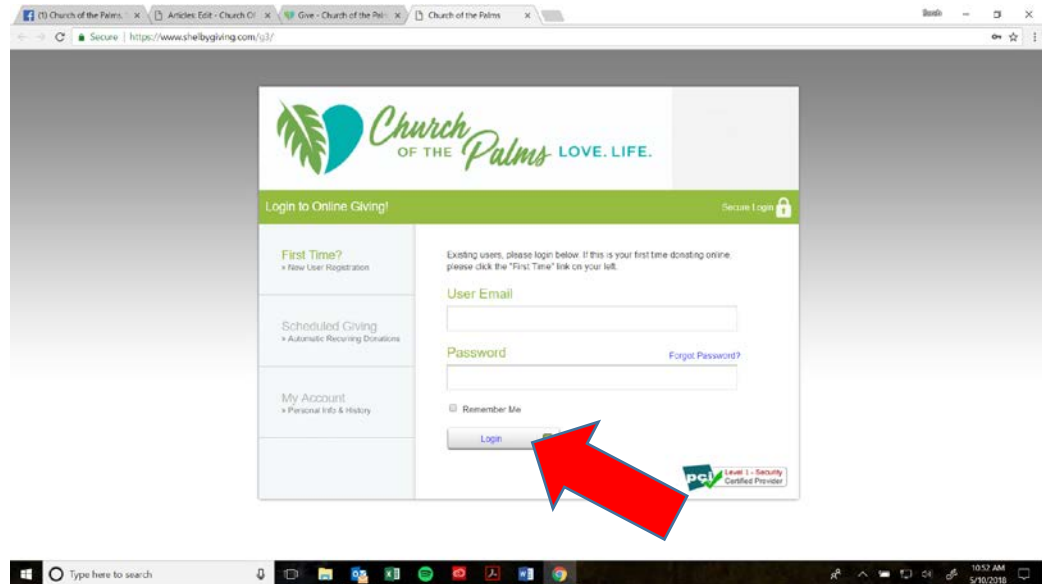 (1) Church of the Palms,
Articles: Edit - Church Of
Give - Church of the Pal
Church of the Palms
Secure | https://www.shelbygiving.com/g3/
Church
OF THE Palms LOVE. LIFE.
Login to Online Giving!
Secure Login
First Time?
» New User Registration
Existing users, please login below. If this is your first time donating online,
please click the "First Time" link on your left.
User Email
Scheduled Giving
» Automatic Recurring Donations
Password
Forgot Password?
My Account
» Personal Info & History
Remember Me
Login
pci
Level 1 - Security
Certified Provider
Type here to search
10:52 AM
5/10/2018